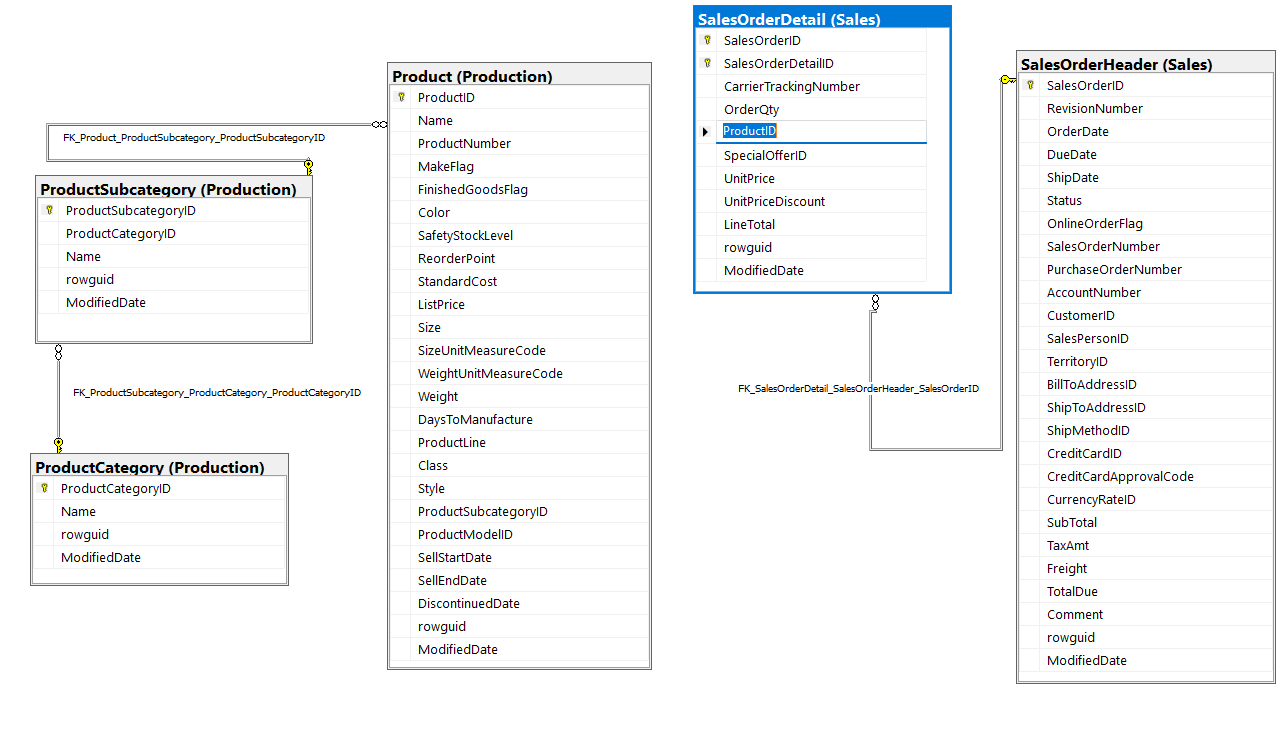 FK_Product_ProductSubcategory_ProductSubcategoryID
ProductSubcategory (Production)
ProductSubcategoryID
ProductCategoryID
Name
rowguid
ModifiedDate
FK_ProductSubcategory_ProductCategory_ProductCategoryID
ProductCategory (Production)
ProductCategoryID
Name
rowguid
ModifiedDate
Product (Production)
ProductID
Name
ProductNumber
MakeFlag
FinishedGoodsFlag
Color
SafetyStockLevel
ReorderPoint
StandardCost
ListPrice
Size
SizeUnitMeasureCode
WeightUnitMeasureCode
Weight
DaysToManufacture
ProductLine
Class
Style
ProductSubcategoryID
ProductModelID
SellStartDate
SellEndDate
DiscontinuedDate
rowguid
ModifiedDate
SalesOrderDetail (Sales)
SalesOrderID
SalesOrderDetailID
CarrierTrackingNumber
OrderQty
ProductID
SpecialOfferID
UnitPrice
UnitPriceDiscount
LineTotal
rowguid
ModifiedDate
FK_SalesOrderDetail_SalesOrderHeader_SalesOrderID
SalesOrderHeader (Sales)
SalesOrderID
RevisionNumber
OrderDate
DueDate
ShipDate
Status
OnlineOrderFlag
SalesOrderNumber
PurchaseOrderNumber
AccountNumber
CustomerID
SalesPersonID
TerritoryID
BillToAddressID
ShipToAddressID
ShipMethodID
CreditCardID
CreditCardApprovalCode
CurrencyRateID
SubTotal
TaxAmt
Freight
TotalDue
Comment
rowguid
ModifiedDate